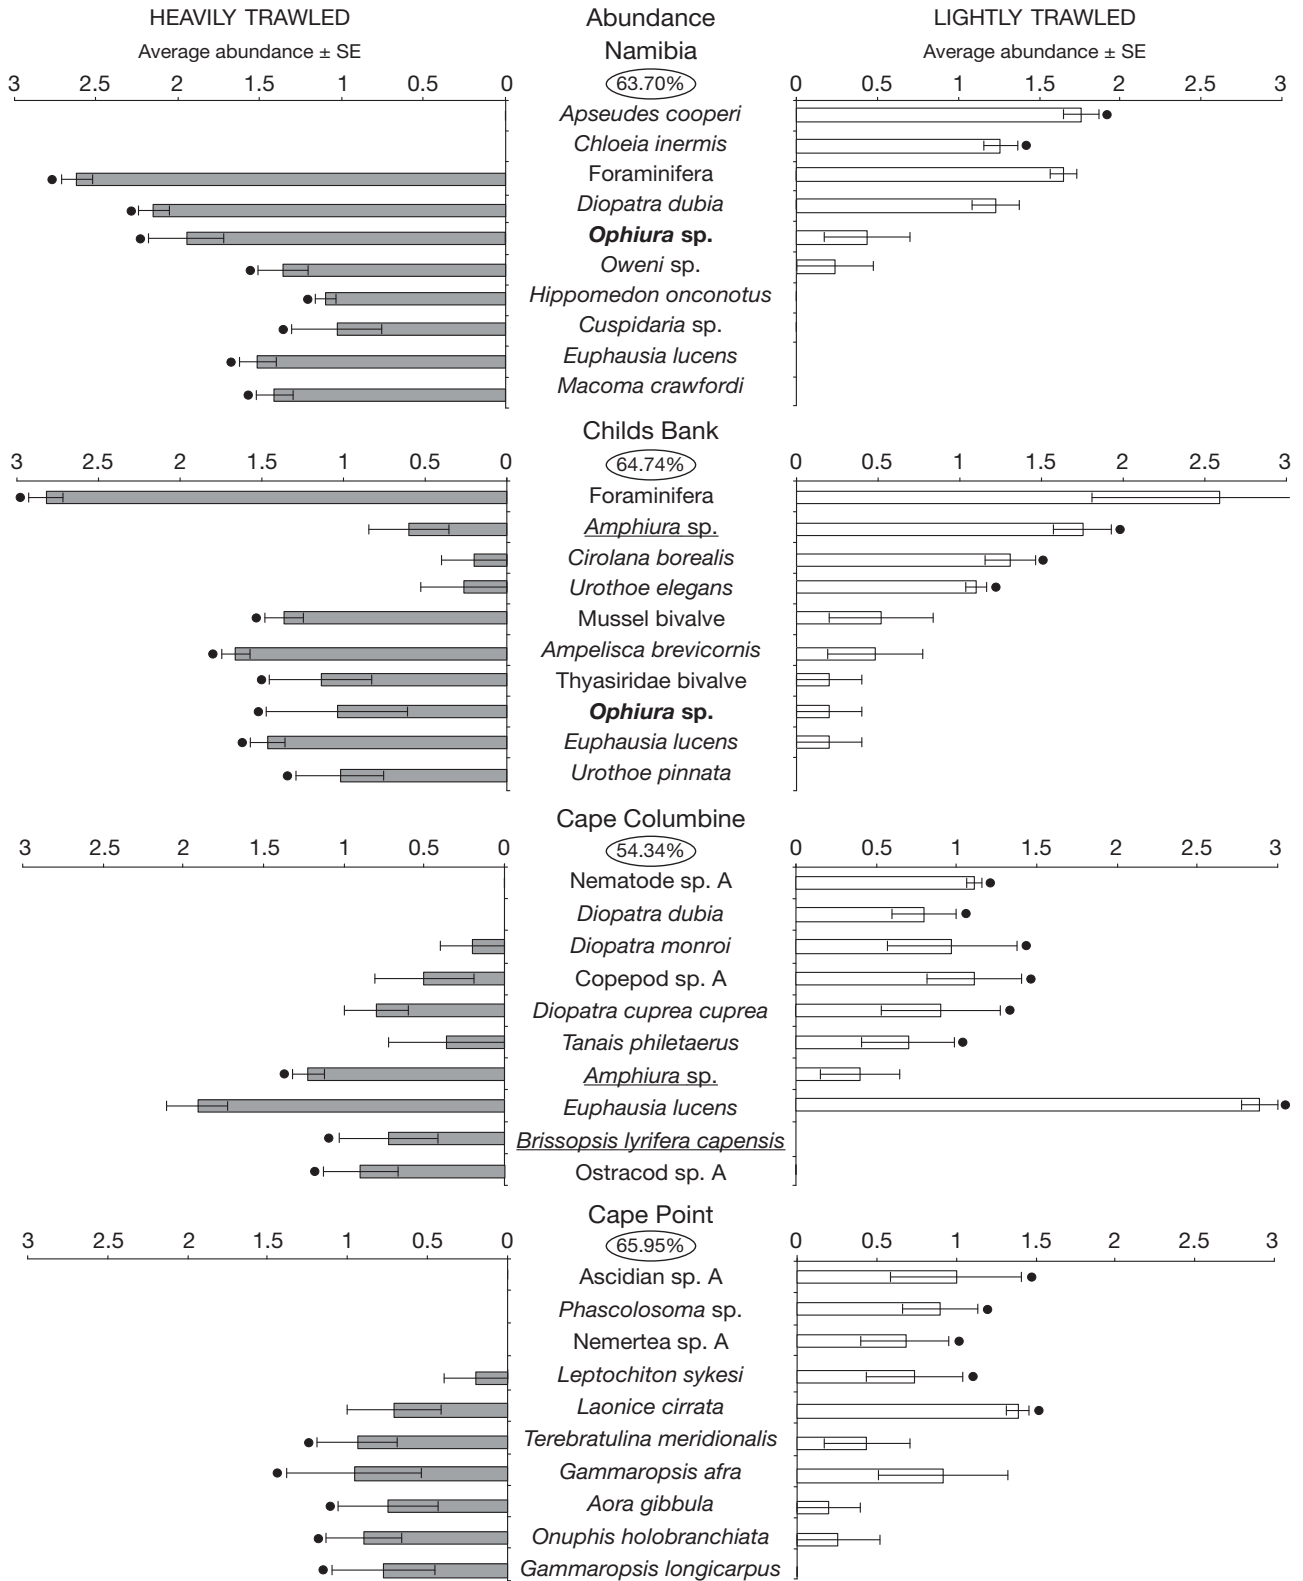 HEAVILY TRAWLED Abundance LIGHTLY TRAWLED
Average abundance ± SE Namibia Average abundance ± SE
3 2.5 2 1.5 1 0.5 0 63.70% 0 0.5 1 1.5 2 2.5 3
Apseudes cooperi
Chloeia inermis
Foraminifera
Diopatra dubia
Ophiura sp.
Oweni sp.
Hippomedon onconotus
Cuspidaria sp.
Euphausia lucens
Macoma crawfordi
Childs Bank
3 2.5 2 1.5 1 0.5 0 64.74% 0 0.5 1 1.5 2 2.5 3
Foraminifera
Amphiura sp.
Cirolana borealis
Urothoe elegans
Mussel bivalve
Ampelisca brevicornis
Thyasiridae bivalve
Ophiura sp.
Euphausia lucens
Urothoe pinnata
Cape Columbine
3 2.5 2 1.5 1 0.5 0 54.34% 0 0.5 1 1.5 2 2.5 3
Nematode sp. A
Diopatra dubia
Diopatra monroi
Copepod sp. A
Diopatra cuprea cuprea
Tanais philetaerus
Amphiura sp.
Euphausia lucens
Brissopsis lyrifera capensis
Ostracod sp. A
Cape Point
3 2.5 2 1.5 1 0.5 0 65.95% 0 0.5 1 1.5 2 2.5 3
Ascidian sp. A
Phascolosoma sp.
Nemertea sp. A
Leptochiton sykesi
Laonice cirrata
Terebratulina meridionalis
Gammaropsis afra
Aora gibbula
Onuphis holobranchiata
Gammaropsis longicarpus